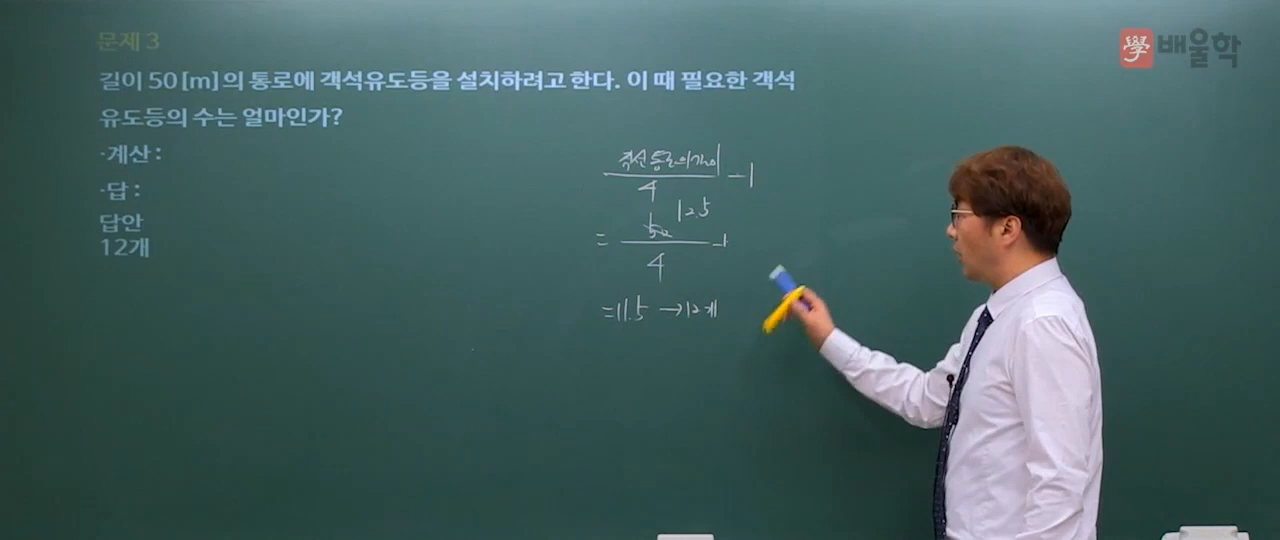 문제 3
學 배울학
길이 50[m]의 통로에 객석유도등을 설치하려고 한다. 이 때 필요한 객석
유도등의 수는 얼마인가?
·계산 :
·답 :
답안
12개
객석 통로의 길이
4
-1
12.5
= 50
4
-1
=11.5 →12개